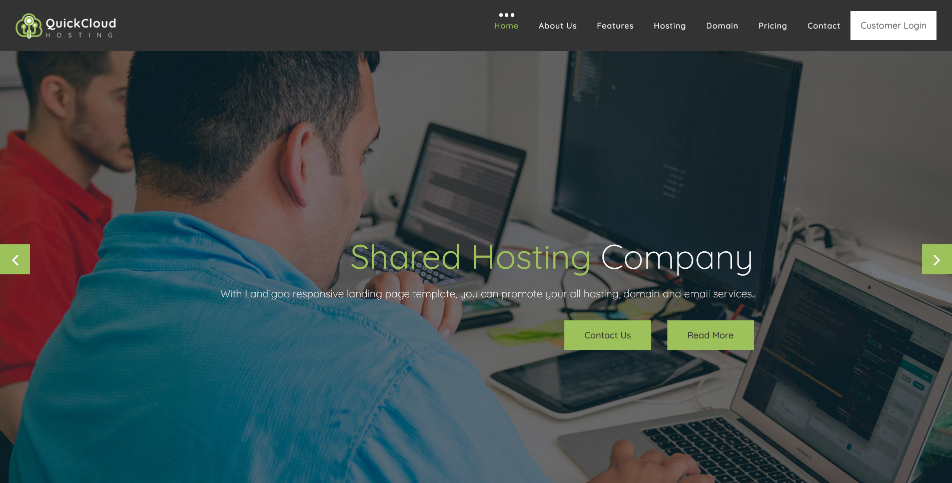 QuickCloud
HOSTING
Home About Us Features Hosting Domain Pricing Contact Customer Login
Shared Hosting Company
With Landigoo responsive landing page template, you can promote your all hosting, domain and email services.
Contact Us Read More